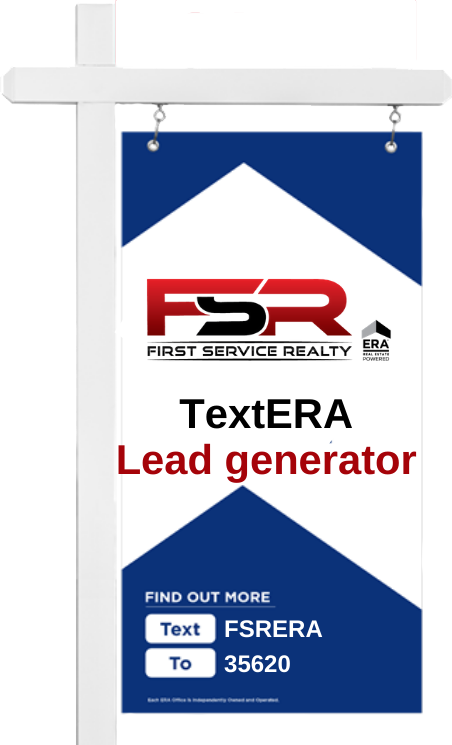 FSR
FIRST SERVICE REALTY
ERA
REAL ESTATE
POWERED
TextERA
Lead generator
FIND OUT MORE
Text FSRERA
To 35620
Each ERA Office is Independently Owned and Operated.